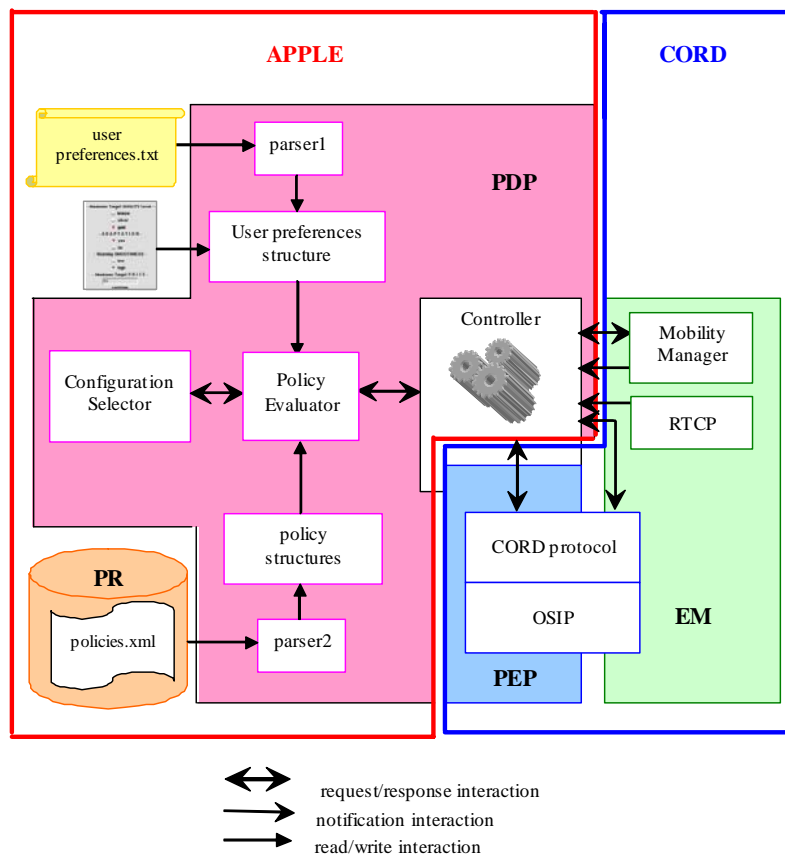 APPLE
CORD
user
preferences.txt
parser1
PDP
User preferences
structure
Controller
Mobility
Manager
Configuration
Selector
Policy
Evaluator
RTCP
policy
structures
CORD protocol
PR
policies.xml
parser2
OSIP
EM
PEP
request/response interaction
notification interaction
read/write interaction